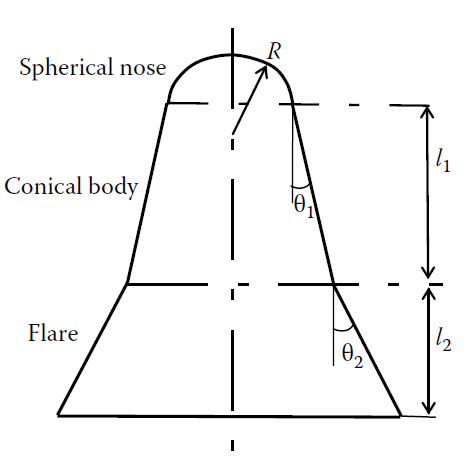 R
Spherical nose
l₁
Conical body
θ₁
Flare
l₂
θ₂